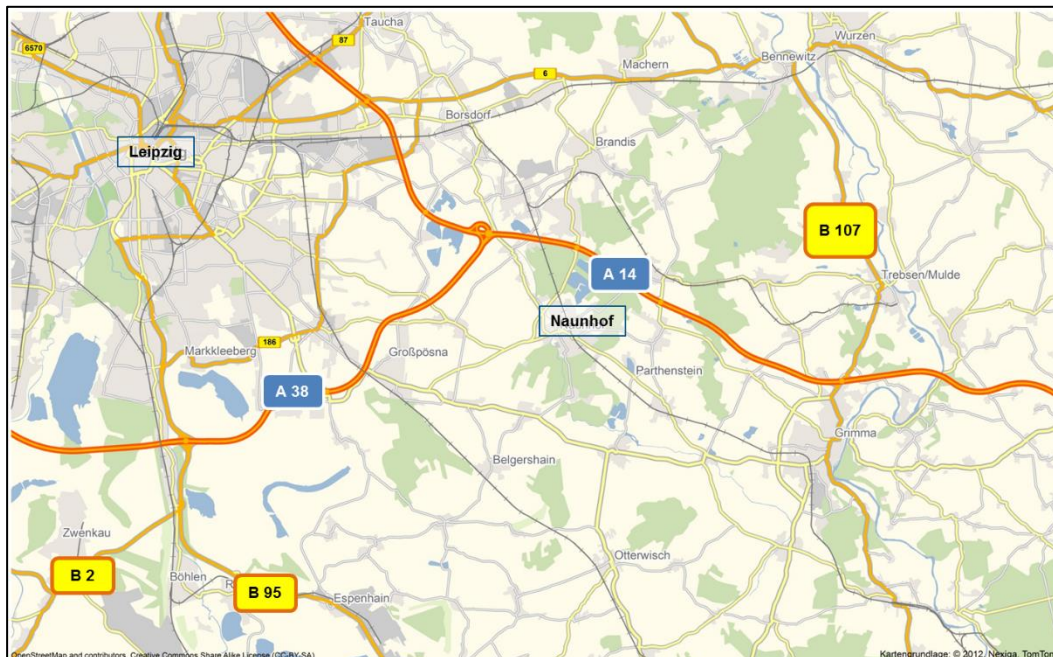 Taucha
6570
87
Wurzen
Bennewitz
Machern
6
Borsdorf
Leipzig
Brandis
B 107
A 14
Trebsen/Mulde
Naunhof
186
Markkleeberg
Großpösna
A 38
Parthenstein
Grimma
Belgershain
Zwenkau
Otterwisch
B 2
Böhlen
B 95
Espenhain
OpenStreetMap and contributors, Creative Commons Share Alike License (CC-BY-SA)
Kartengrundlage: © 2012, Nexiga, TomTom